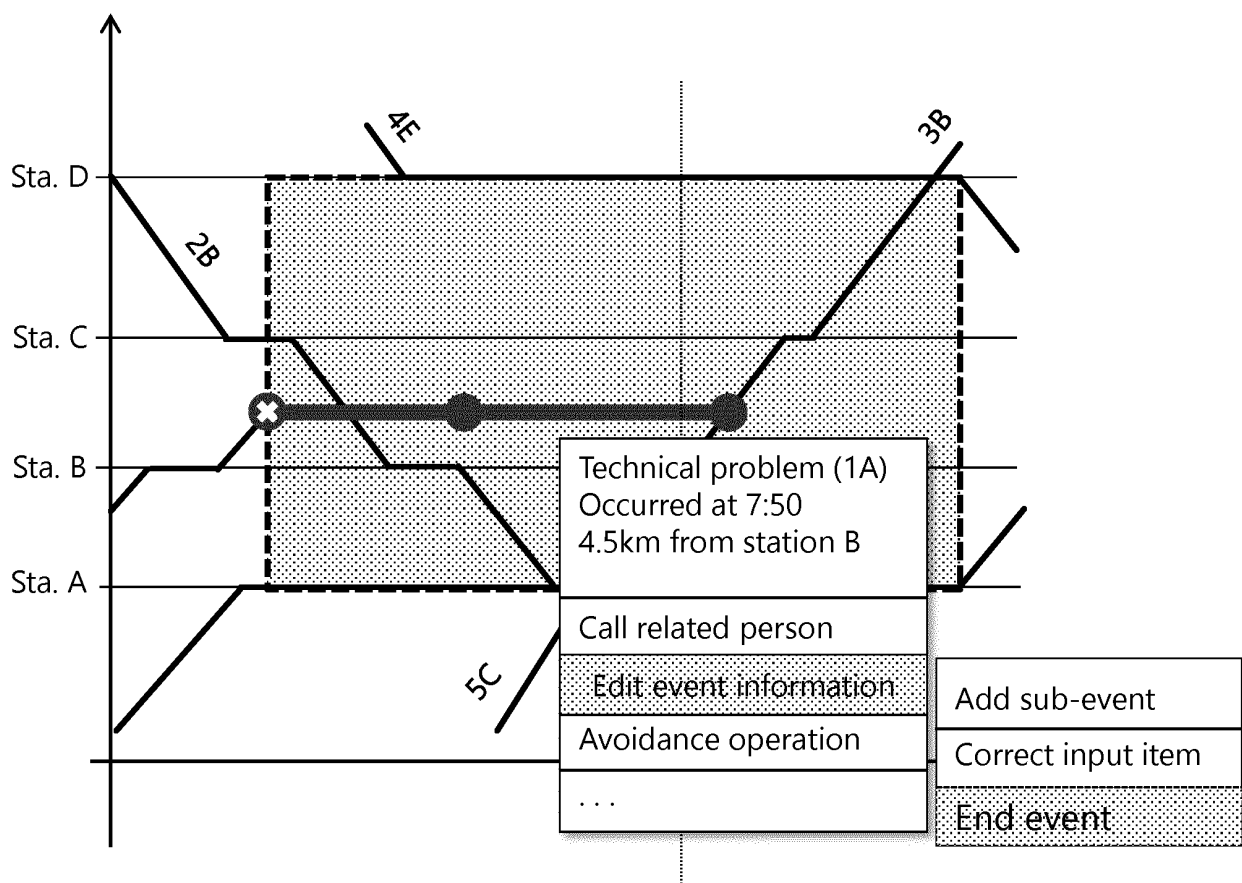 4E
3B
Sta. D
2B
Sta. C
Sta. B
Technical problem (1A)
Occurred at 7:50
4.5km from station B
Sta. A
Call related person
5C
Edit event information
Add sub-event
Avoidance operation
Correct input item
. . .
End event